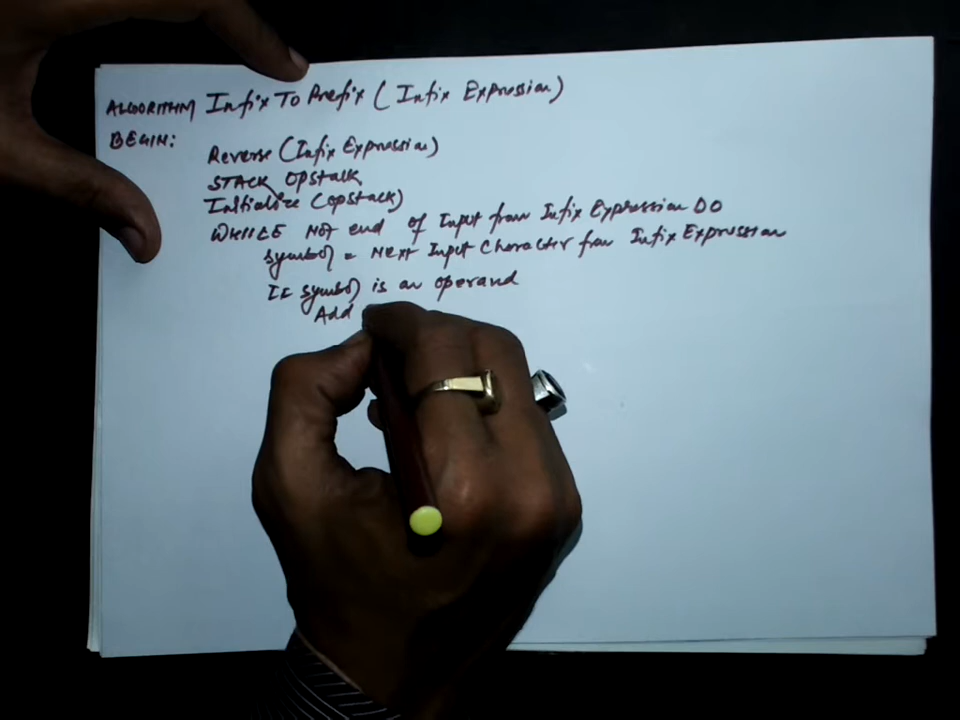 ALGORITHM Infix To Prefix ( Infix Expression )
BEGIN:
Reverse (Infix Expression)
STACK OpStack
Initialize (opstack)
WHILE Not end of Input from Infix Expression DO
Symbol = Next Input Character from Infix Expression
IF symbol is an operand
Add